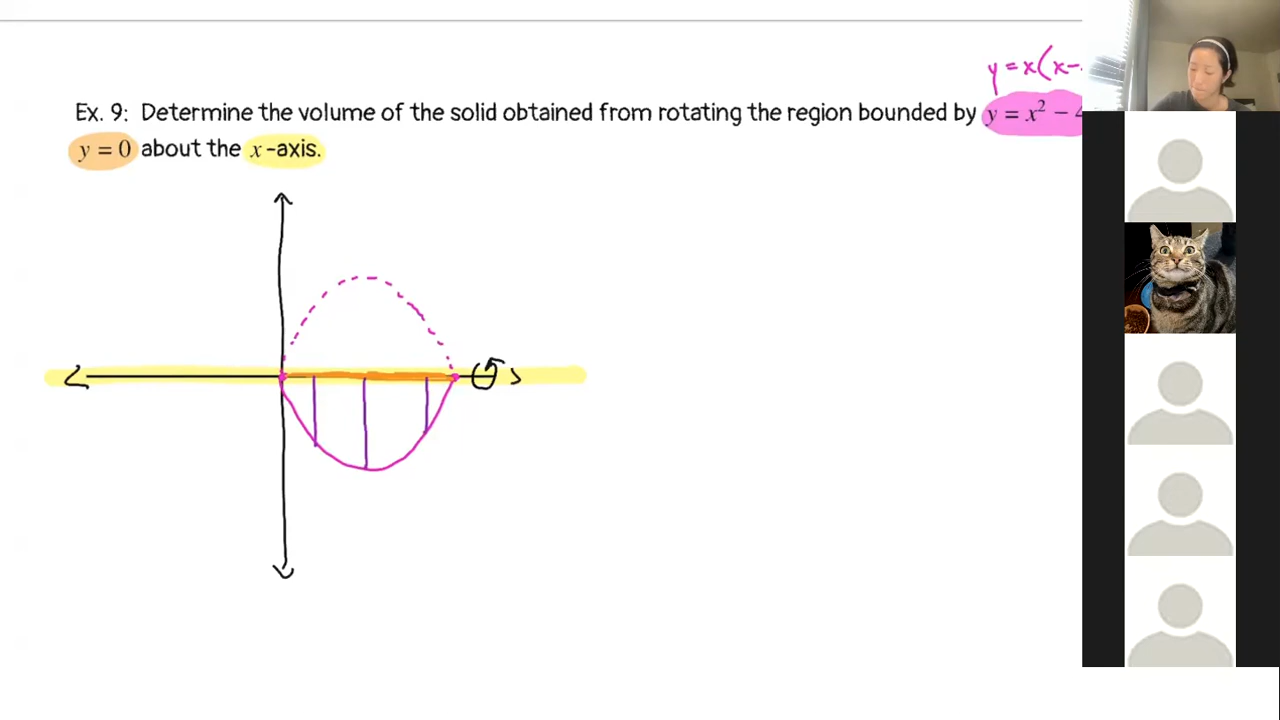 y = x(x-
Ex. 9: Determine the volume of the solid obtained from rotating the region bounded by y = x² −
y = 0 about the x-axis.